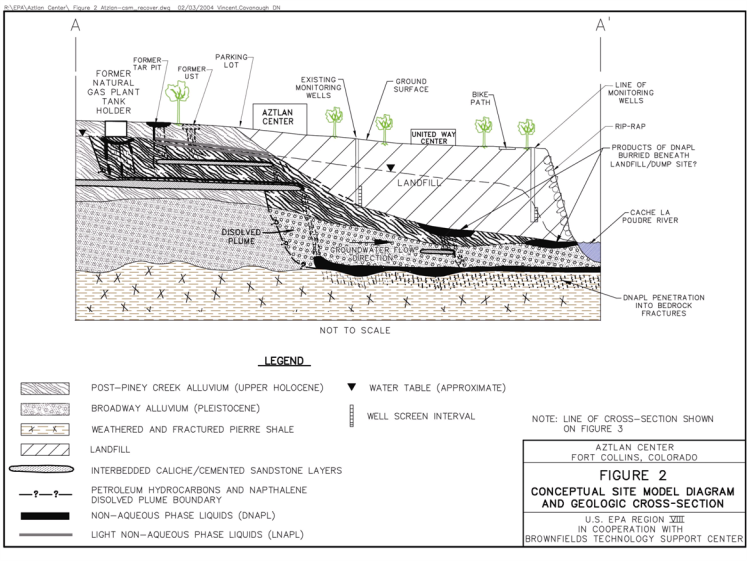 R:\EPA\Aztlan Center\ Figure 2 Atzlan-csm_recover.dwg 02/03/2004 Vincent.Cavanough DN
A
A'
FORMER
NATURAL
GAS PLANT
TANK
HOLDER
FORMER
TAR PIT
FORMER
UST
PARKING
LOT
AZTLAN
CENTER
EXISTING
MONITORING
WELLS
GROUND
SURFACE
UNITED WAY
CENTER
BIKE
PATH
LINE OF
MONITORING
WELLS
RIP-RAP
PRODUCTS OF DNAPL
BURRIED BENEATH
LANDFILL/DUMP SITE?
LANDFILL
CACHE LA
POUDRE RIVER
DISOLVED
PLUME
GROUNDWATER FLOW
DIRECTION
DNAPL PENETRATION
INTO BEDROCK
FRACTURES
NOT TO SCALE
LEGEND
POST-PINEY CREEK ALLUVIUM (UPPER HOLOCENE)
BROADWAY ALLUVIUM (PLEISTOCENE)
WEATHERED AND FRACTURED PIERRE SHALE
LANDFILL
INTERBEDDED CALICHE/CEMENTED SANDSTONE LAYERS
—?—?— PETROLEUM HYDROCARBONS AND NAPTHALENE
DISOLVED PLUME BOUNDARY
NON-AQUEOUS PHASE LIQUIDS (DNAPL)
LIGHT NON-AQUEOUS PHASE LIQUIDS (LNAPL)
WATER TABLE (APPROXIMATE)
WELL SCREEN INTERVAL
NOTE: LINE OF CROSS-SECTION SHOWN
ON FIGURE 3
AZTLAN CENTER
FORT COLLINS, COLORADO
FIGURE 2
CONCEPTUAL SITE MODEL DIAGRAM
AND GEOLOGIC CROSS-SECTION
U.S. EPA REGION VIII
IN COOPERATION WITH
BROWNFIELDS TECHNOLOGY SUPPORT CENTER